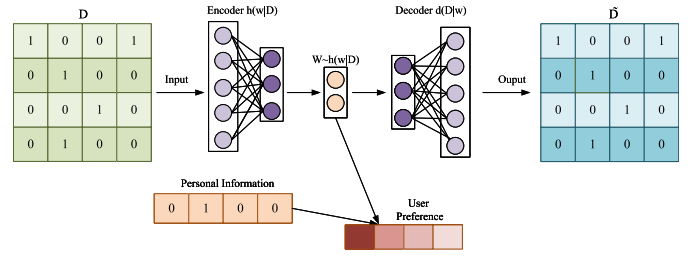 D
Encoder h(w|D)
Decoder d(D|w)
D̃
1 0 0 1
0 1 0 0
0 0 1 0
0 1 0 0
Input
W~h(w|D)
Ouput
1 0 0 1
0 1 0 0
0 0 1 0
0 1 0 0
Personal Information
0 1 0 0
User
Preference